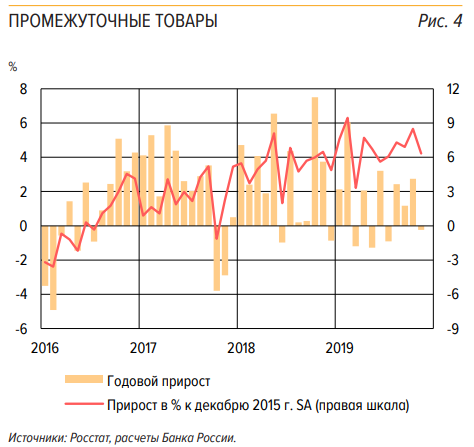 ПРОМЕЖУТОЧНЫЕ ТОВАРЫ Рис. 4
%
8 12
6 9
4 6
2 3
0 0
-2 -3
-4 -6
-6 -9
2016 2017 2018 2019
Годовой прирост
Прирост в % к декабрю 2015 г. SA (правая шкала)
Источники: Росстат, расчеты Банка России.